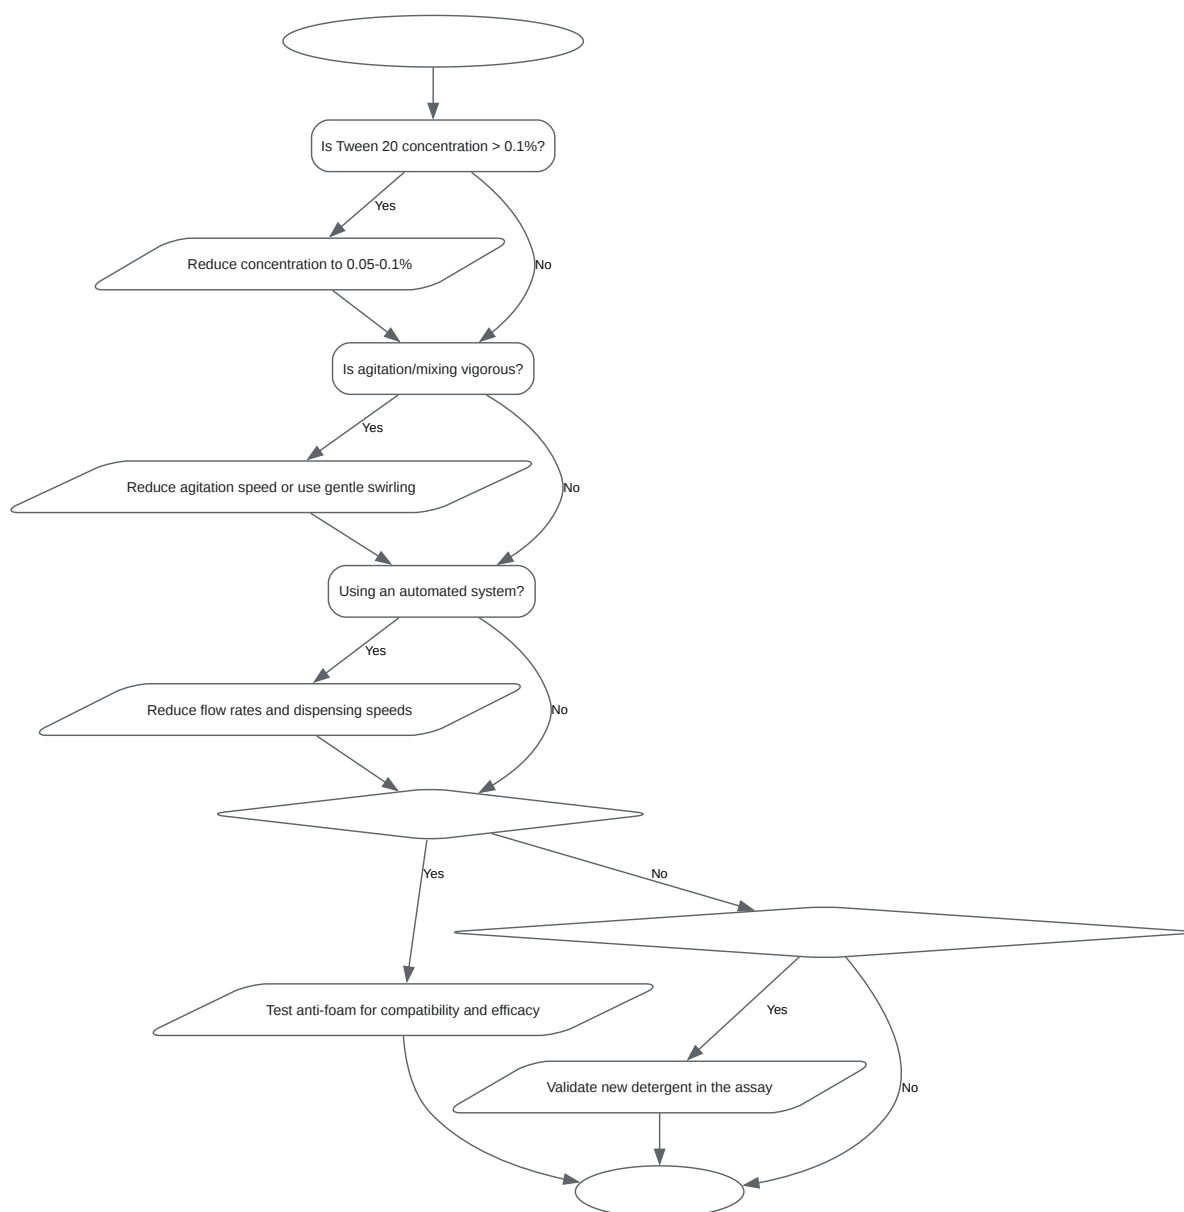 Is Tween 20 concentration > 0.1%?
Yes
Reduce concentration to 0.05-0.1%
No
Is agitation/mixing vigorous?
Yes
Reduce agitation speed or use gentle swirling
No
Using an automated system?
Yes
Reduce flow rates and dispensing speeds
No
Yes
No
Test anti-foam for compatibility and efficacy
Yes
Validate new detergent in the assay
No